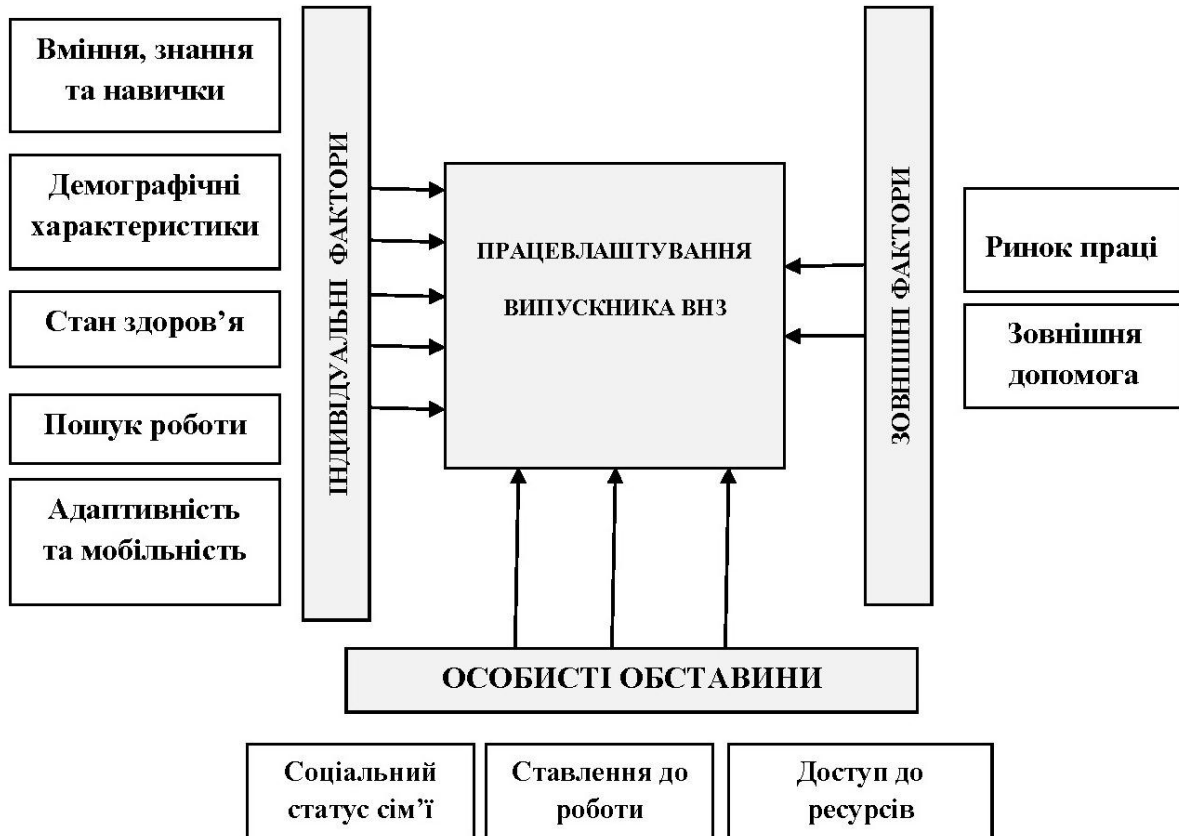 Вміння, знання
та навички
Демографічні
характеристики
Стан здоров’я
Пошук роботи
Адаптивність
та мобільність
ІНДИВІДУАЛЬНІ ФАКТОРИ
ПРАЦЕВЛАШТУВАННЯ
ВИПУСКНИКА ВНЗ
ЗОВНІШНІ ФАКТОРИ
Ринок праці
Зовнішня
допомога
ОСОБИСТІ ОБСТАВИНИ
Соціальний
статус сім’ї
Ставлення до
роботи
Доступ до
ресурсів